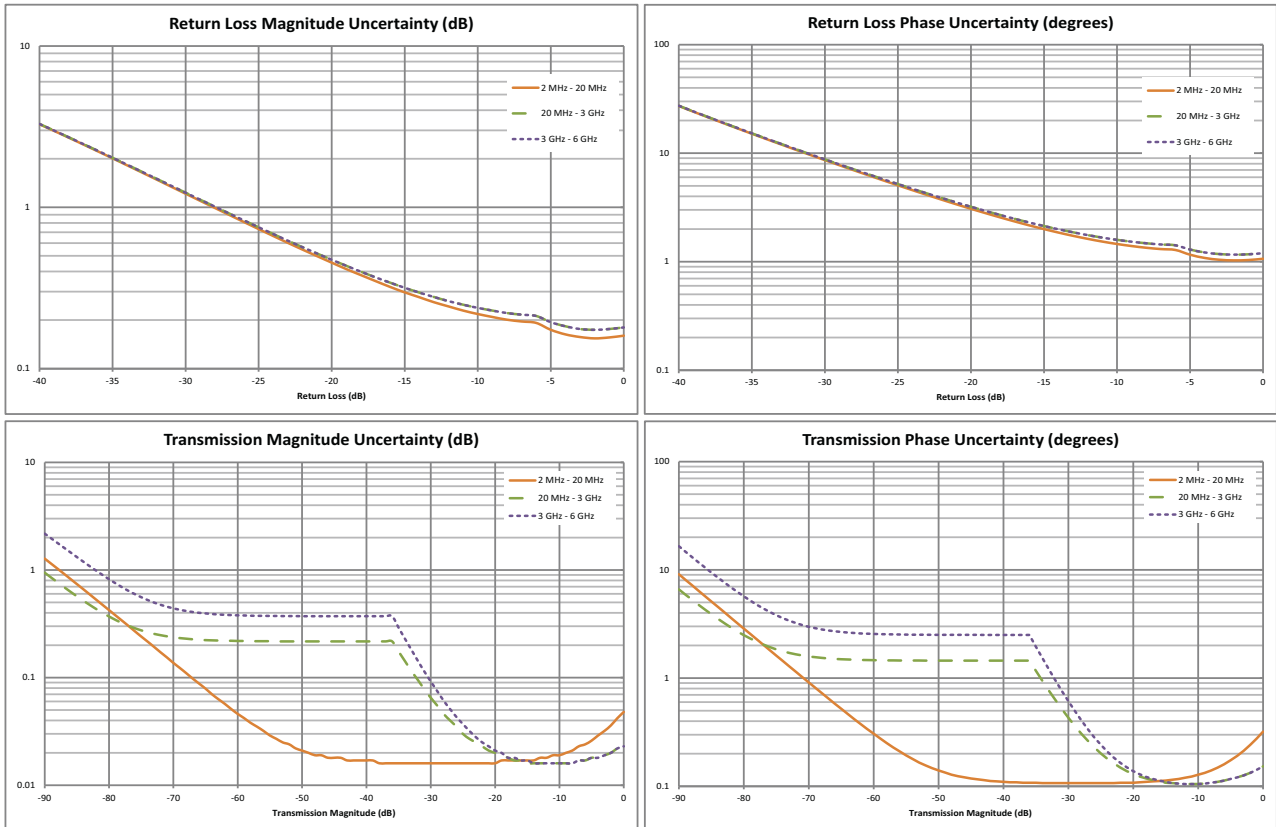 Return Loss Magnitude Uncertainty (dB)
10
1
0.1
2 MHz - 20 MHz
20 MHz - 3 GHz
3 GHz - 6 GHz
-40 -35 -30 -25 -20 -15 -10 -5 0
Return Loss (dB)
Return Loss Phase Uncertainty (degrees)
100
10
1
0.1
2 MHz - 20 MHz
20 MHz - 3 GHz
3 GHz - 6 GHz
-40 -35 -30 -25 -20 -15 -10 -5 0
Return Loss (dB)
Transmission Magnitude Uncertainty (dB)
10
1
0.1
0.01
2 MHz - 20 MHz
20 MHz - 3 GHz
3 GHz - 6 GHz
-90 -80 -70 -60 -50 -40 -30 -20 -10 0
Transmission Magnitude (dB)
Transmission Phase Uncertainty (degrees)
100
10
1
0.1
2 MHz - 20 MHz
20 MHz - 3 GHz
3 GHz - 6 GHz
-90 -80 -70 -60 -50 -40 -30 -20 -10 0
Transmission Magnitude (dB)